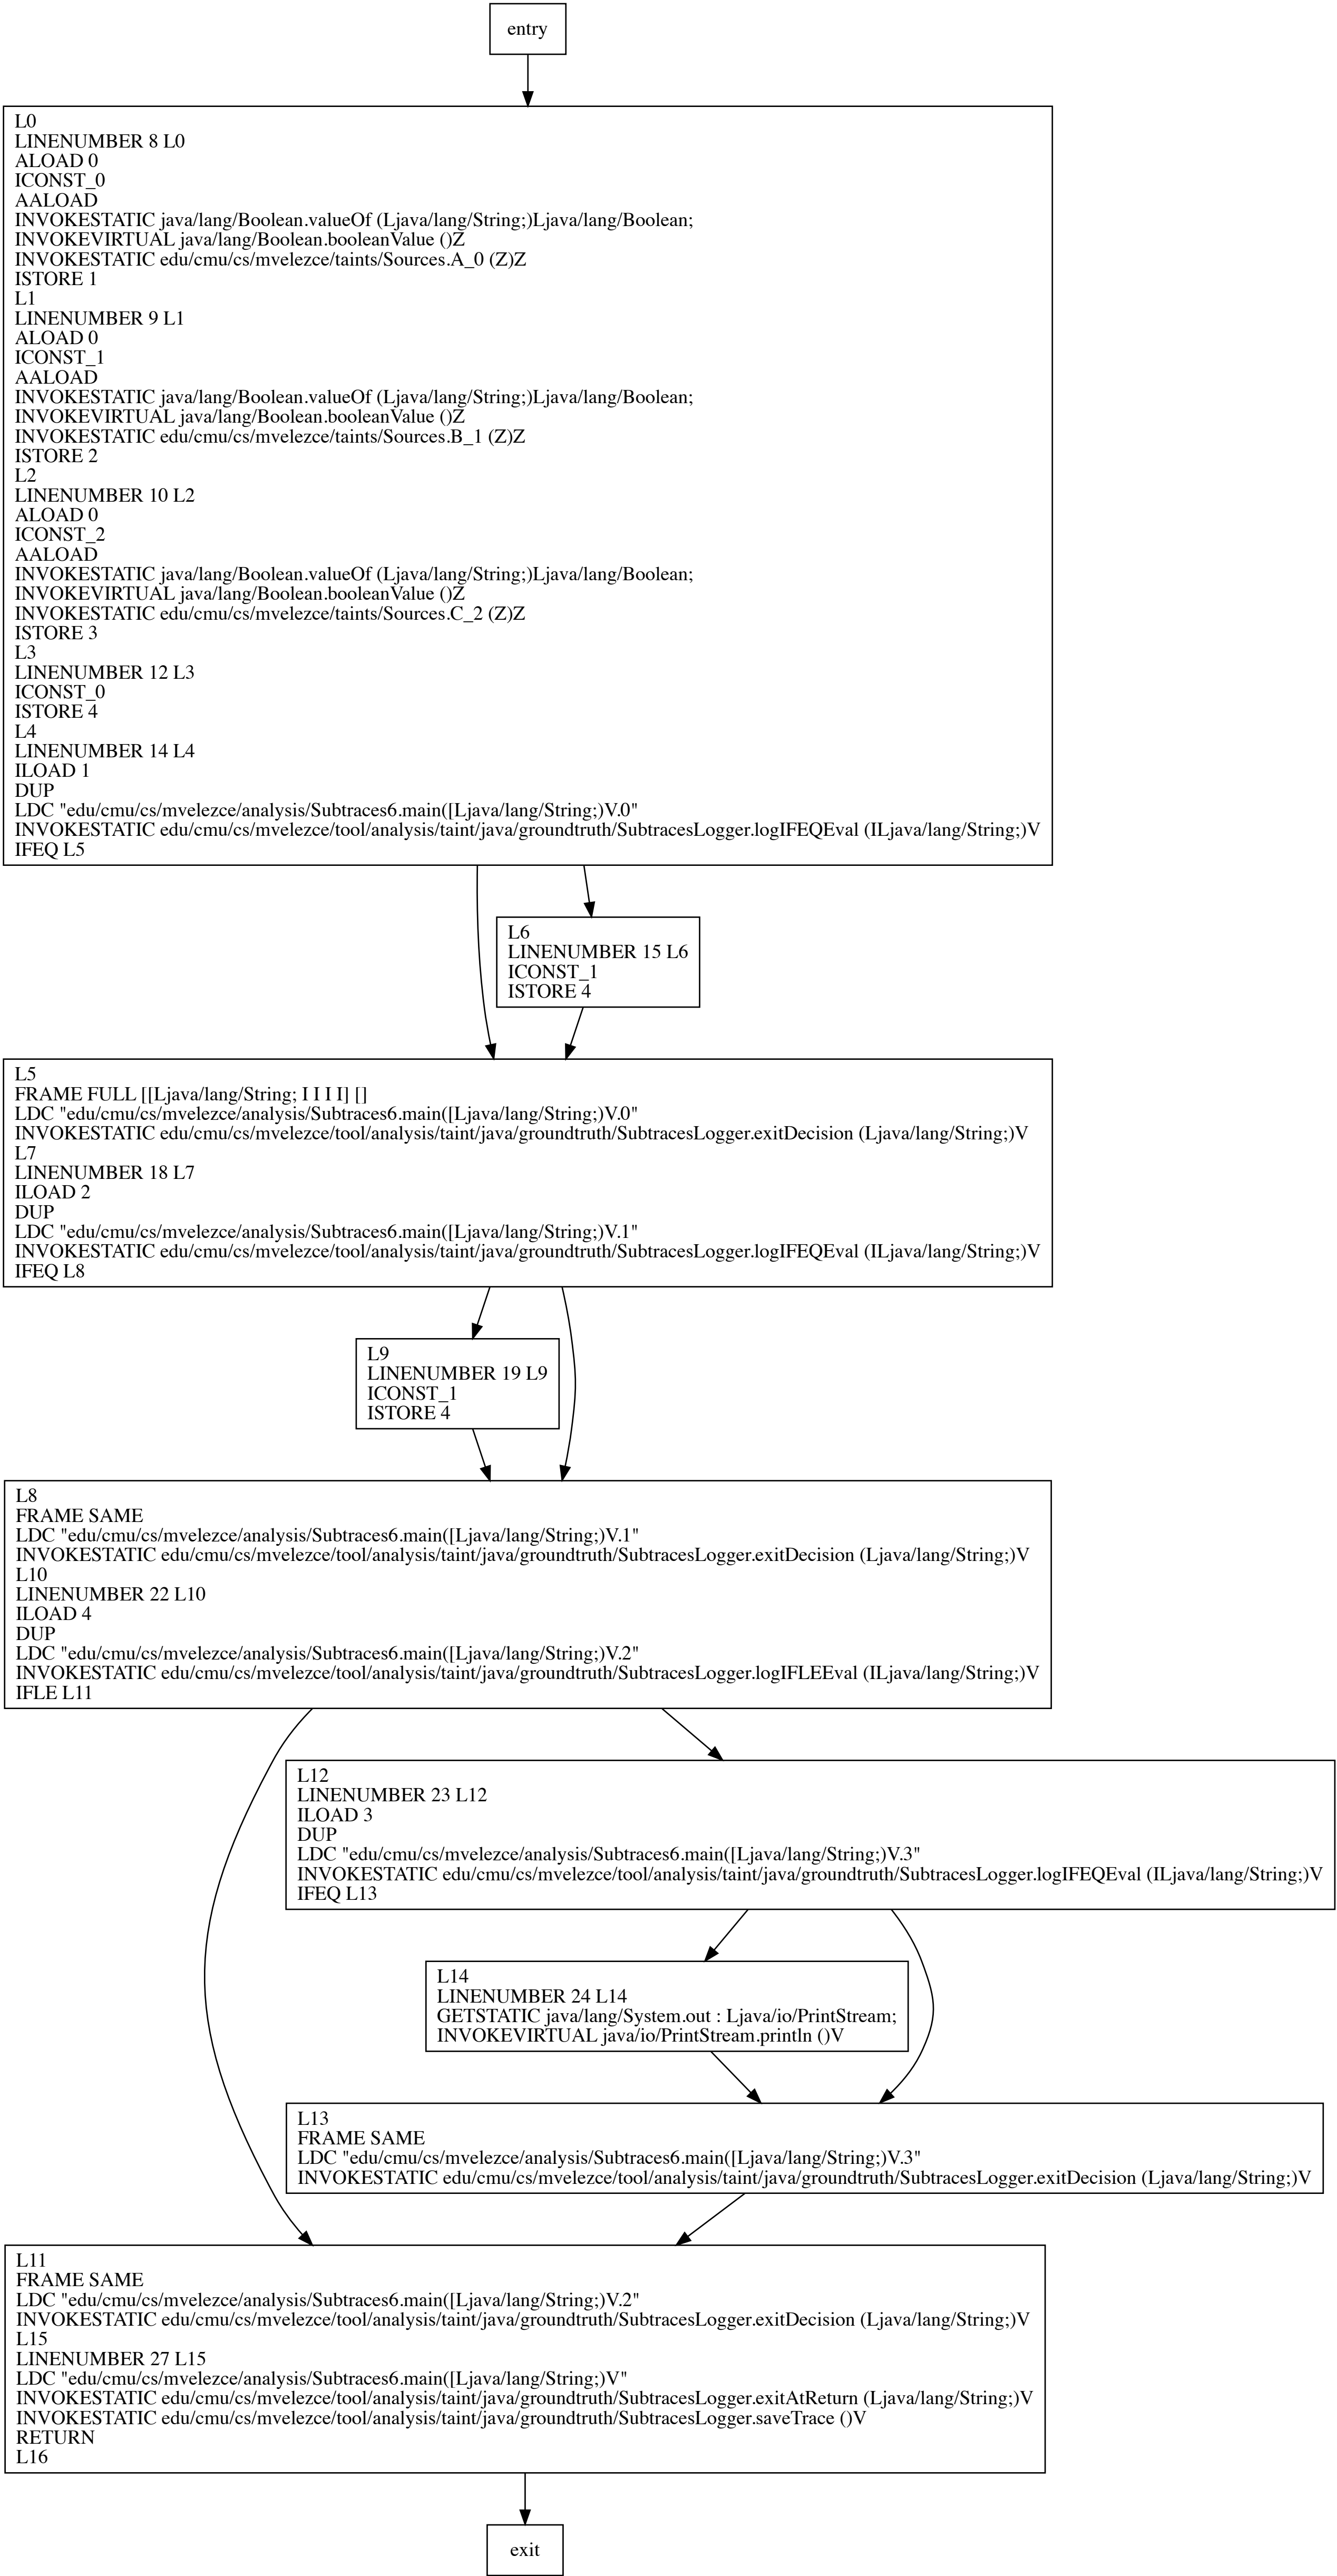 entry
L0
LINENUMBER 8 L0
ALOAD 0
ICONST_0
AALOAD
INVOKESTATIC java/lang/Boolean.valueOf (Ljava/lang/String;)Ljava/lang/Boolean;
INVOKEVIRTUAL java/lang/Boolean.booleanValue ()Z
INVOKESTATIC edu/cmu/cs/mvelezce/taints/Sources.A_0 (Z)Z
ISTORE 1
L1
LINENUMBER 9 L1
ALOAD 0
ICONST_1
AALOAD
INVOKESTATIC java/lang/Boolean.valueOf (Ljava/lang/String;)Ljava/lang/Boolean;
INVOKEVIRTUAL java/lang/Boolean.booleanValue ()Z
INVOKESTATIC edu/cmu/cs/mvelezce/taints/Sources.B_1 (Z)Z
ISTORE 2
L2
LINENUMBER 10 L2
ALOAD 0
ICONST_2
AALOAD
INVOKESTATIC java/lang/Boolean.valueOf (Ljava/lang/String;)Ljava/lang/Boolean;
INVOKEVIRTUAL java/lang/Boolean.booleanValue ()Z
INVOKESTATIC edu/cmu/cs/mvelezce/taints/Sources.C_2 (Z)Z
ISTORE 3
L3
LINENUMBER 12 L3
ICONST_0
ISTORE 4
L4
LINENUMBER 14 L4
ILOAD 1
DUP
LDC "edu/cmu/cs/mvelezce/analysis/Subtraces6.main([Ljava/lang/String;)V.0"
INVOKESTATIC edu/cmu/cs/mvelezce/tool/analysis/taint/java/groundtruth/SubtracesLogger.logIFEQEval (ILjava/lang/String;)V
IFEQ L5
L6
LINENUMBER 15 L6
ICONST_1
ISTORE 4
L5
FRAME FULL [[Ljava/lang/String; I I I I] []
LDC "edu/cmu/cs/mvelezce/analysis/Subtraces6.main([Ljava/lang/String;)V.0"
INVOKESTATIC edu/cmu/cs/mvelezce/tool/analysis/taint/java/groundtruth/SubtracesLogger.exitDecision (Ljava/lang/String;)V
L7
LINENUMBER 18 L7
ILOAD 2
DUP
LDC "edu/cmu/cs/mvelezce/analysis/Subtraces6.main([Ljava/lang/String;)V.1"
INVOKESTATIC edu/cmu/cs/mvelezce/tool/analysis/taint/java/groundtruth/SubtracesLogger.logIFEQEval (ILjava/lang/String;)V
IFEQ L8
L9
LINENUMBER 19 L9
ICONST_1
ISTORE 4
L8
FRAME SAME
LDC "edu/cmu/cs/mvelezce/analysis/Subtraces6.main([Ljava/lang/String;)V.1"
INVOKESTATIC edu/cmu/cs/mvelezce/tool/analysis/taint/java/groundtruth/SubtracesLogger.exitDecision (Ljava/lang/String;)V
L10
LINENUMBER 22 L10
ILOAD 4
DUP
LDC "edu/cmu/cs/mvelezce/analysis/Subtraces6.main([Ljava/lang/String;)V.2"
INVOKESTATIC edu/cmu/cs/mvelezce/tool/analysis/taint/java/groundtruth/SubtracesLogger.logIFLEEval (ILjava/lang/String;)V
IFLE L11
L12
LINENUMBER 23 L12
ILOAD 3
DUP
LDC "edu/cmu/cs/mvelezce/analysis/Subtraces6.main([Ljava/lang/String;)V.3"
INVOKESTATIC edu/cmu/cs/mvelezce/tool/analysis/taint/java/groundtruth/SubtracesLogger.logIFEQEval (ILjava/lang/String;)V
IFEQ L13
L14
LINENUMBER 24 L14
GETSTATIC java/lang/System.out : Ljava/io/PrintStream;
INVOKEVIRTUAL java/io/PrintStream.println ()V
L13
FRAME SAME
LDC "edu/cmu/cs/mvelezce/analysis/Subtraces6.main([Ljava/lang/String;)V.3"
INVOKESTATIC edu/cmu/cs/mvelezce/tool/analysis/taint/java/groundtruth/SubtracesLogger.exitDecision (Ljava/lang/String;)V
L11
FRAME SAME
LDC "edu/cmu/cs/mvelezce/analysis/Subtraces6.main([Ljava/lang/String;)V.2"
INVOKESTATIC edu/cmu/cs/mvelezce/tool/analysis/taint/java/groundtruth/SubtracesLogger.exitDecision (Ljava/lang/String;)V
L15
LINENUMBER 27 L15
LDC "edu/cmu/cs/mvelezce/analysis/Subtraces6.main([Ljava/lang/String;)V"
INVOKESTATIC edu/cmu/cs/mvelezce/tool/analysis/taint/java/groundtruth/SubtracesLogger.exitAtReturn (Ljava/lang/String;)V
INVOKESTATIC edu/cmu/cs/mvelezce/tool/analysis/taint/java/groundtruth/SubtracesLogger.saveTrace ()V
RETURN
L16
exit